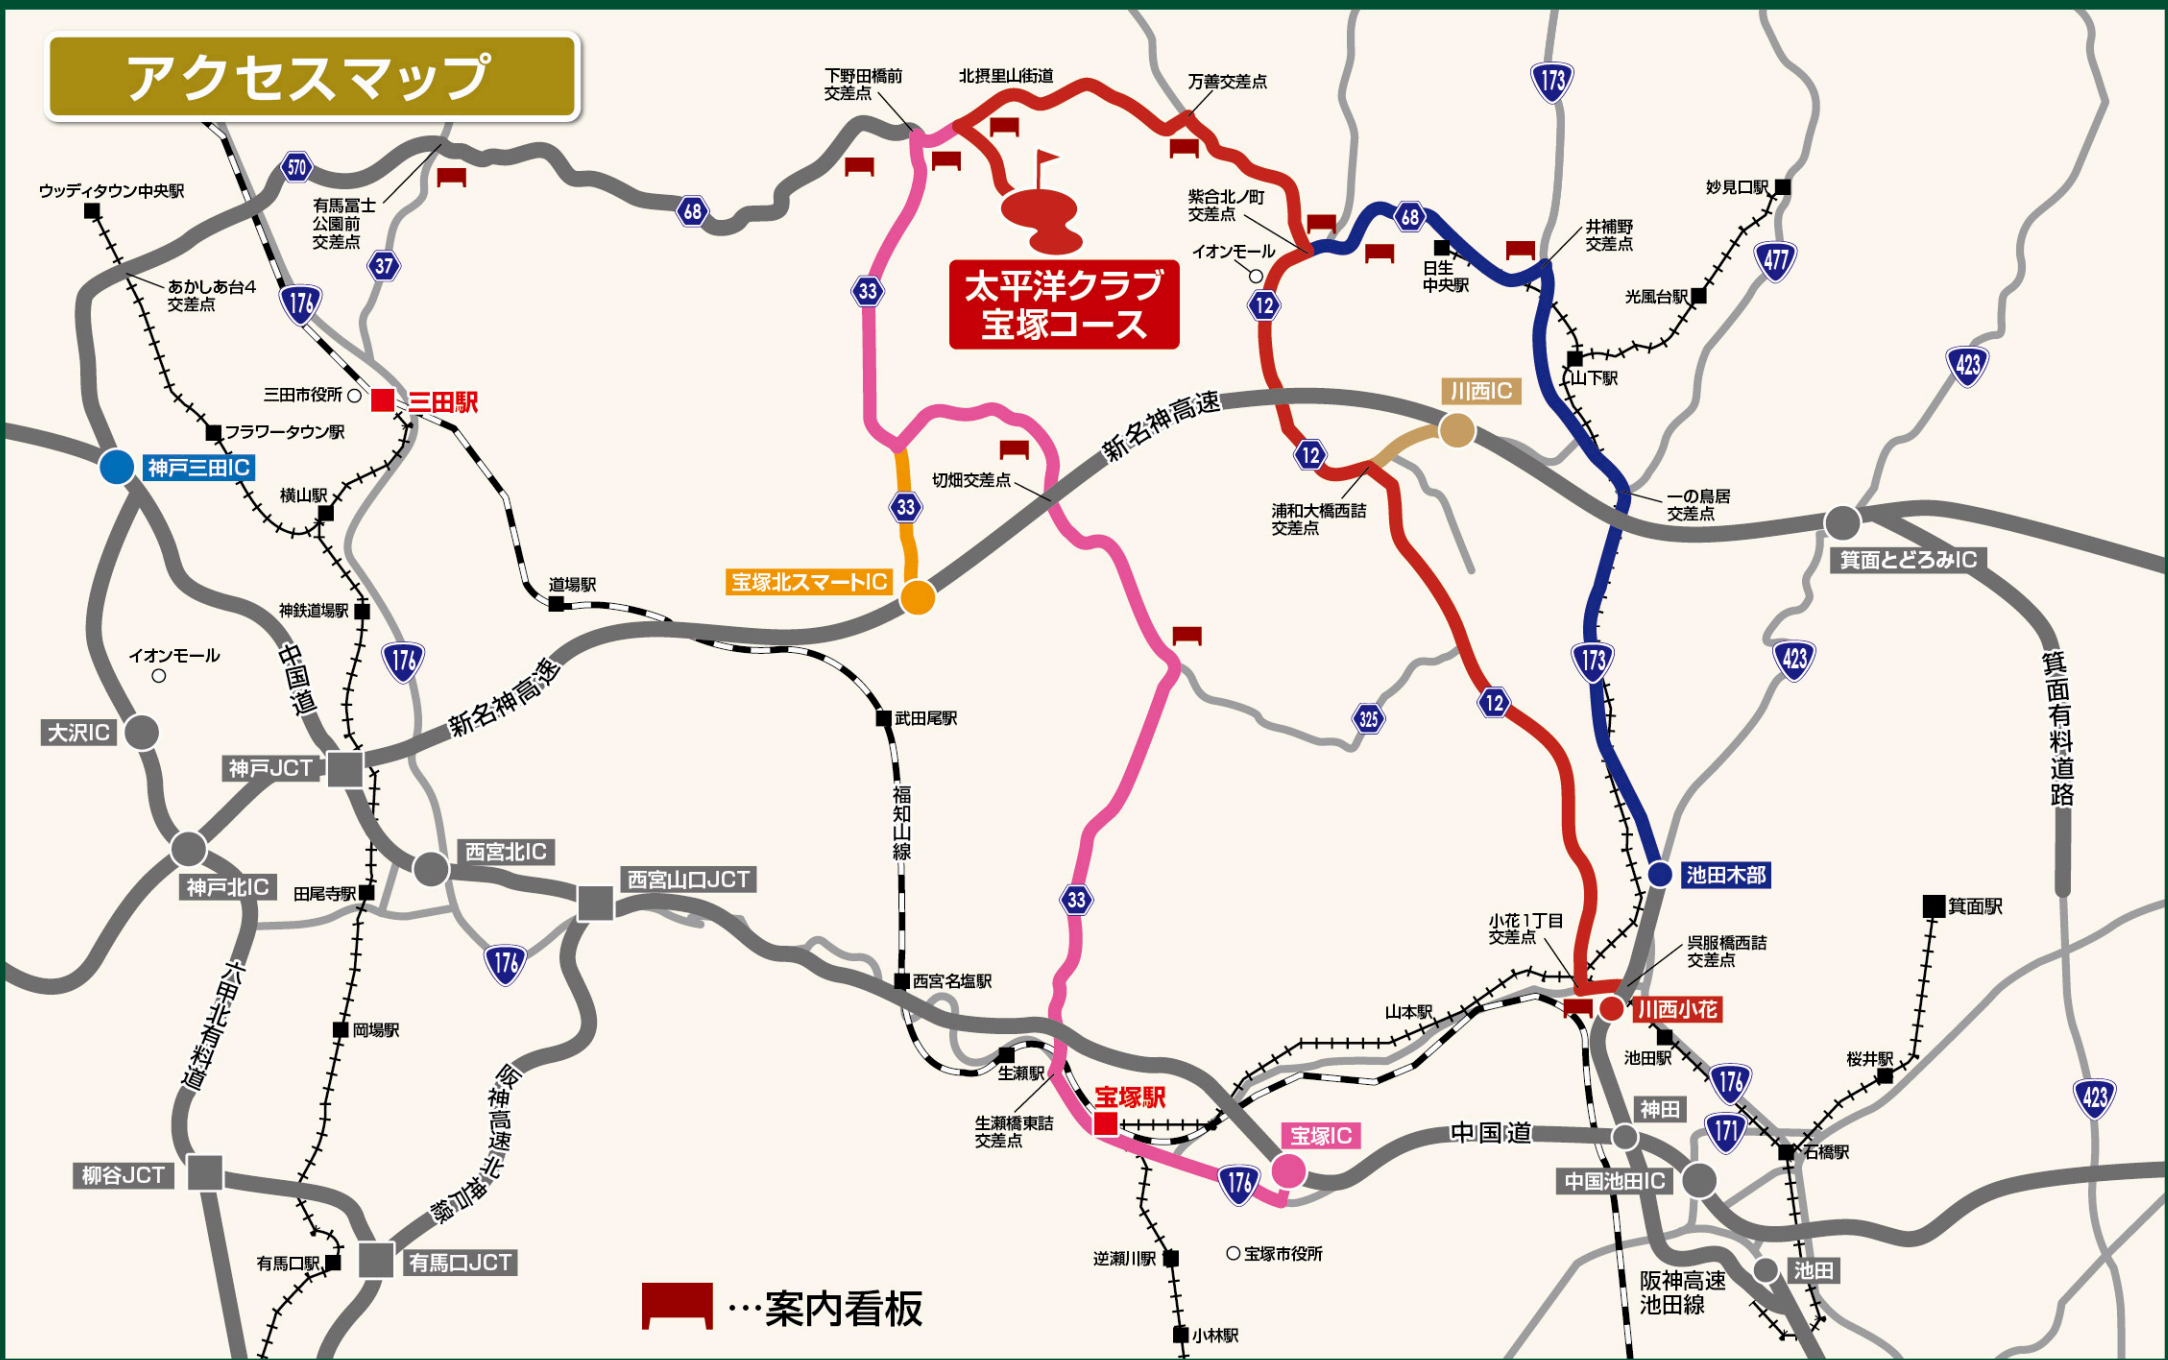 アクセスマップ
下野田橋前
交差点
北摂里山街道
万善交差点
173
570
ウッディタウン中央駅
有馬富士
公園前
交差点
68
37
176
あかしあ台4
交差点
33
太平洋クラブ
宝塚コース
紫合北ノ町
交差点
イオンモール
12
68
日生
中央駅
井補野
交差点
妙見口駅
477
光風台駅
山下駅
423
三田市役所
三田駅
フラワータウン駅
神戸三田IC
横山駅
新名神高速
川西IC
12
切畑交差点
33
浦和大橋西詰
交差点
一の鳥居
交差点
箕面とどろみIC
宝塚北スマートIC
道場駅
神鉄道場駅
イオンモール
中国道
176
新名神高速
大沢IC
神戸JCT
武田尾駅
325
12
173
423
箕面有料道路
福知山線
西宮北IC
西宮山口JCT
神戸北IC
田尾寺駅
176
33
池田木部
箕面駅
小花1丁目
交差点
呉服橋西詰
交差点
西宮名塩駅
六甲北有料道
岡場駅
山本駅
川西小花
池田駅
桜井駅
生瀬駅
阪神高速北神戸線
宝塚駅
生瀬橋東詰
交差点
宝塚IC
中国道
神田
176
171
423
石橋駅
柳谷JCT
176
中国池田IC
有馬口駅
有馬口JCT
逆瀬川駅
宝塚市役所
阪神高速
池田線
池田
…案内看板
小林駅